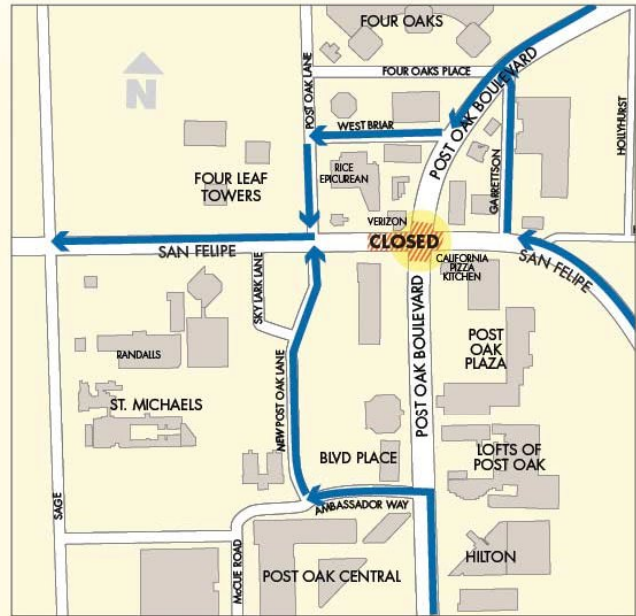 FOUR OAKS
FOUR OAKS PLACE
POST OAK LANE
POST OAK BOULEVARD
HOLLYHURST
N
WEST BRIAR
RICE
EPICUREAN
GARRETTSON
FOUR LEAF
TOWERS
VERIZON
CLOSED
SAN FELIPE
SAN FELIPE
CALIFORNIA
PIZZA
KITCHEN
SKY LARK LANE
POST OAK BOULEVARD
POST
OAK
PLAZA
RANDALLS
NEW POST OAK LANE
ST. MICHAELS
BLVD PLACE
LOFTS OF
POST OAK
SAGE
AMBASSADOR WAY
McCUE ROAD
HILTON
POST OAK CENTRAL